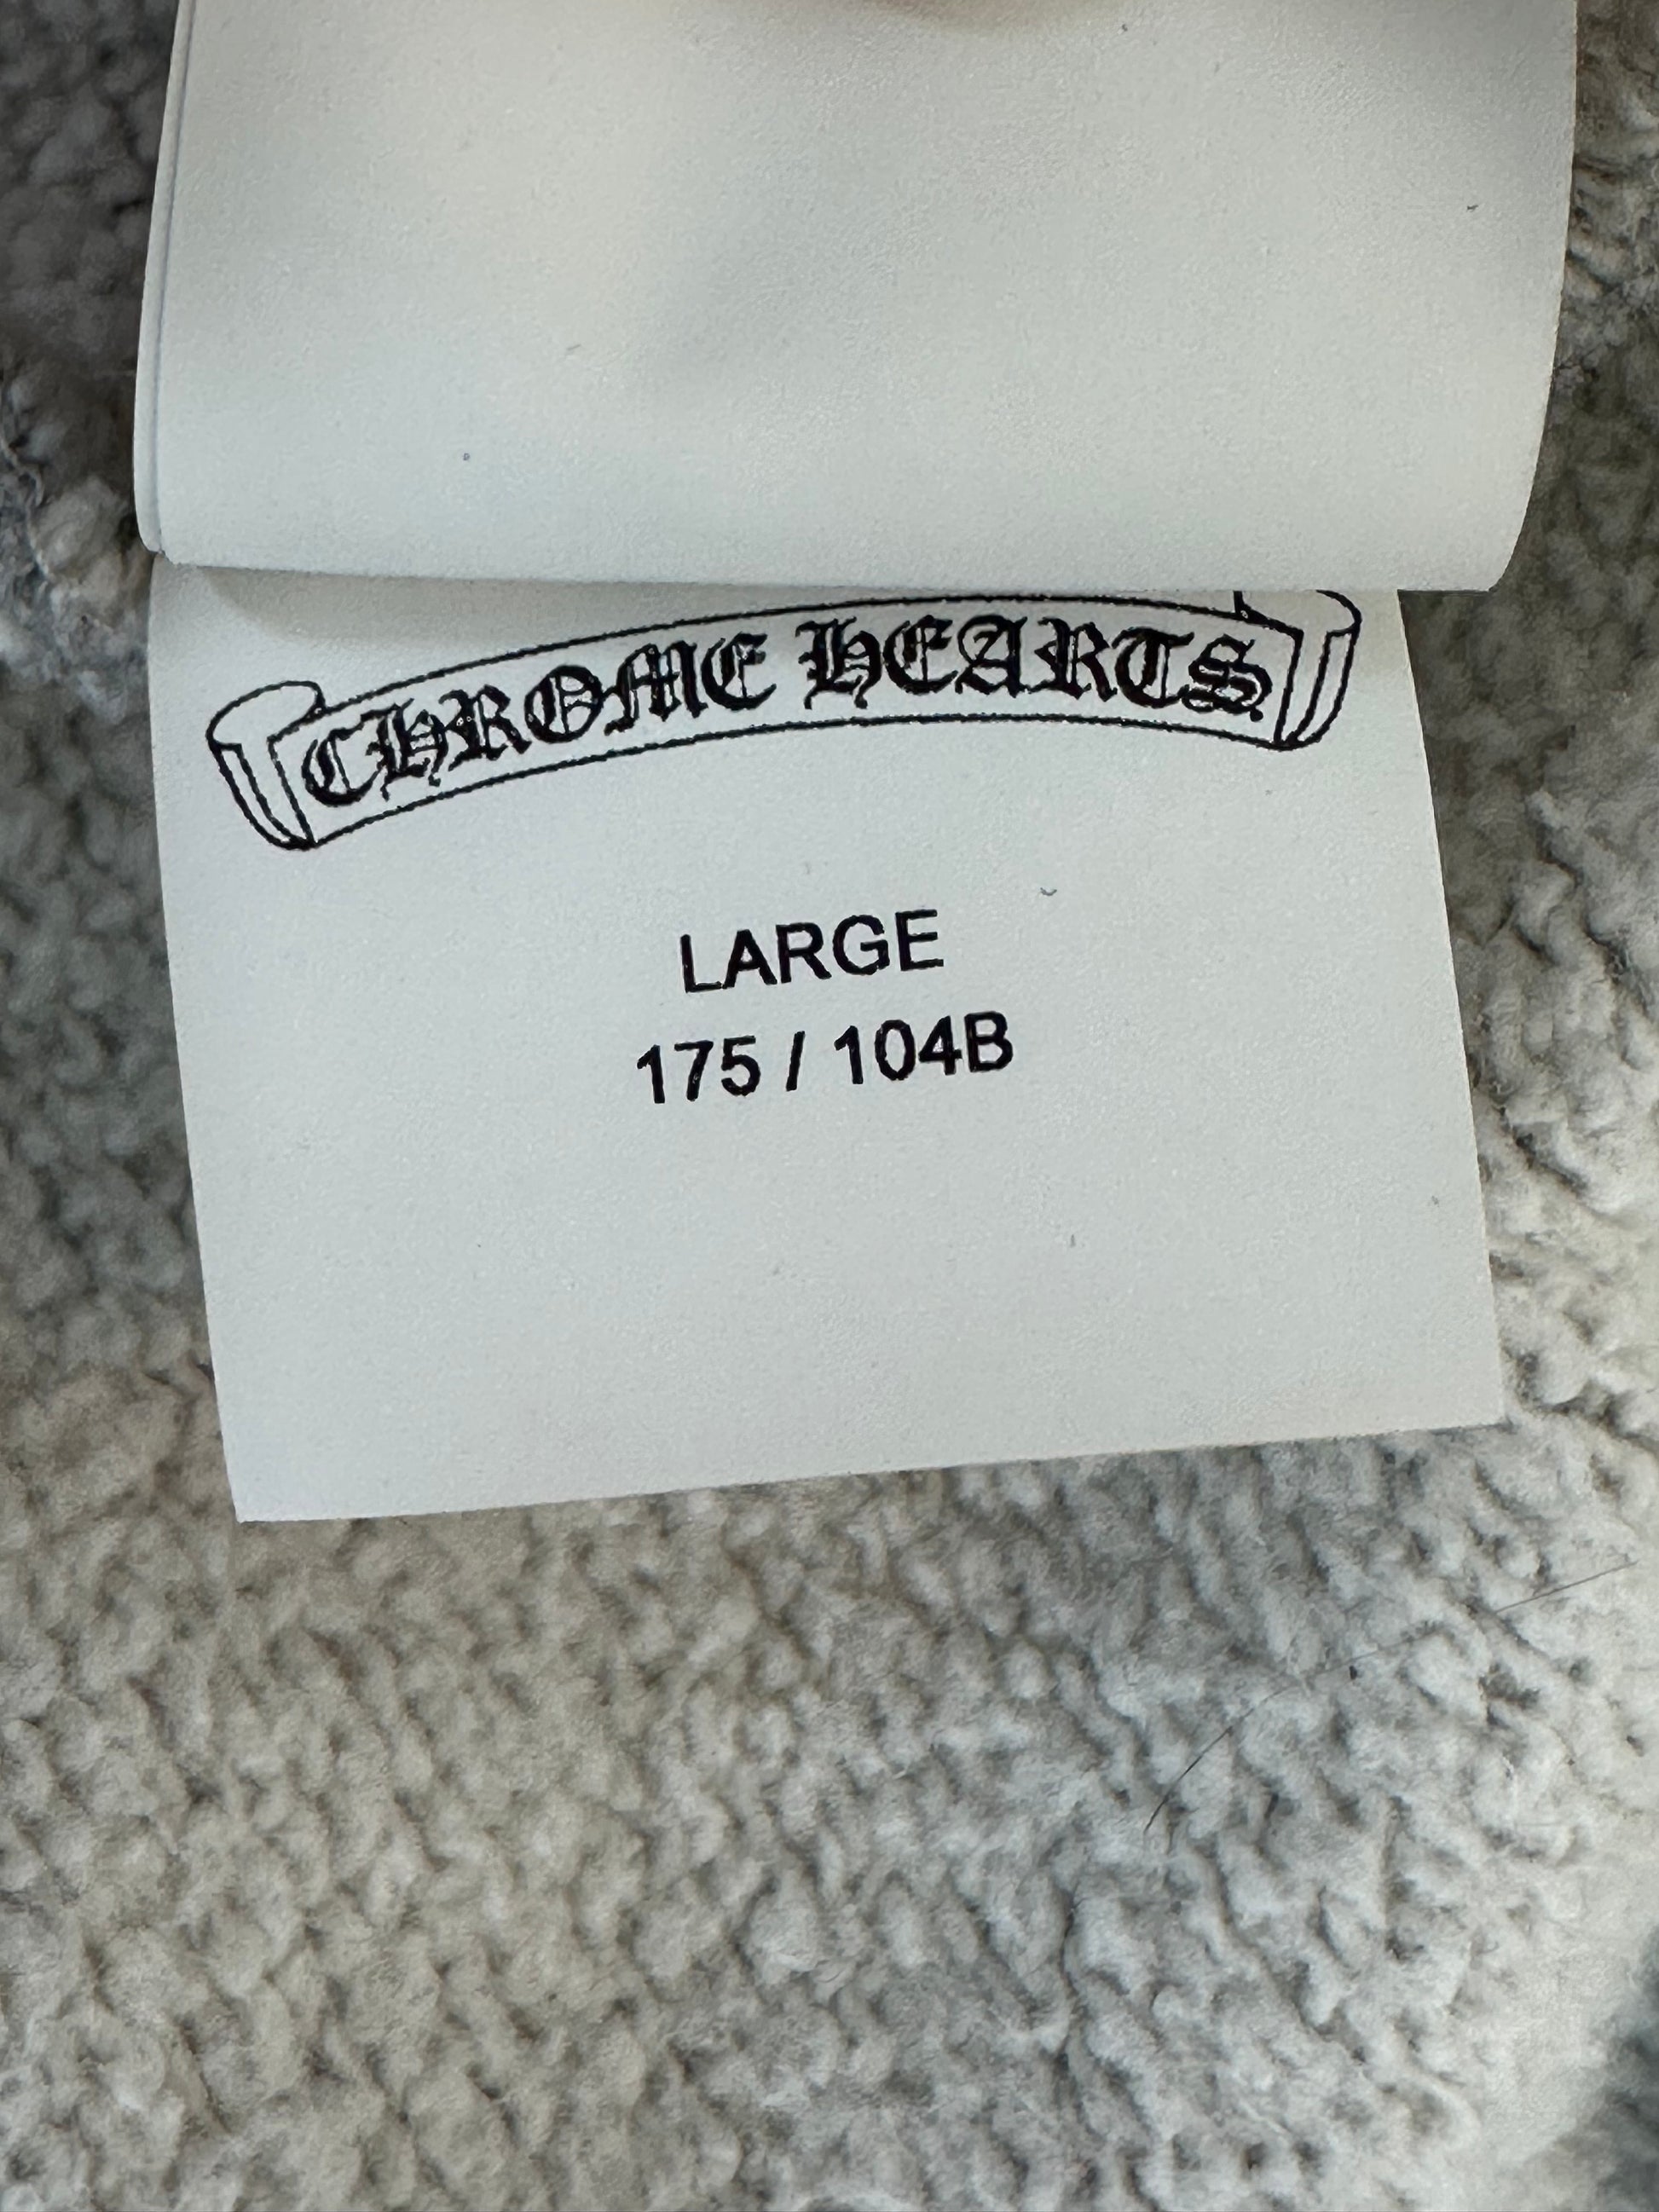 CHROME HEARTS
LARGE
175 / 104B